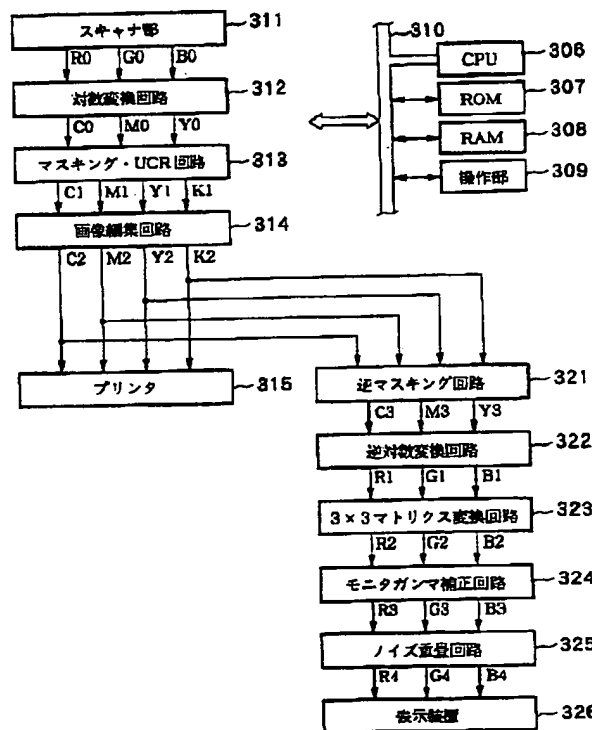 スキャナ部 311
R0 G0 B0
対数変換回路 312
C0 M0 Y0
マスキング・UCR回路 313
C1 M1 Y1 K1
画像編集回路 314
C2 M2 Y2 K2
プリンタ 315
310
CPU 306
ROM 307
RAM 308
操作部 309
逆マスキング回路 321
C3 M3 Y3
逆対数変換回路 322
R1 G1 B1
3×3マトリクス変換回路 323
R2 G2 B2
モニタガンマ補正回路 324
R3 G3 B3
ノイズ重畳回路 325
R4 G4 B4
表示装置 326